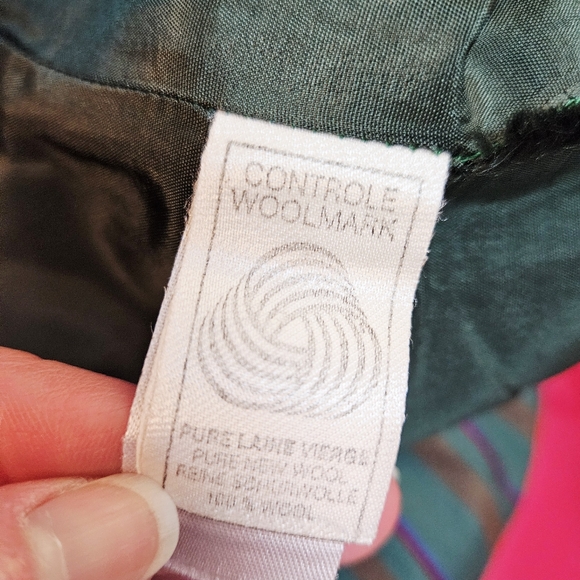 CONTROLE
WOOLMARK
PURE LAINE VIERGE
PURE NEW WOOL
REINE SCHURWOLLE
100% WOOL